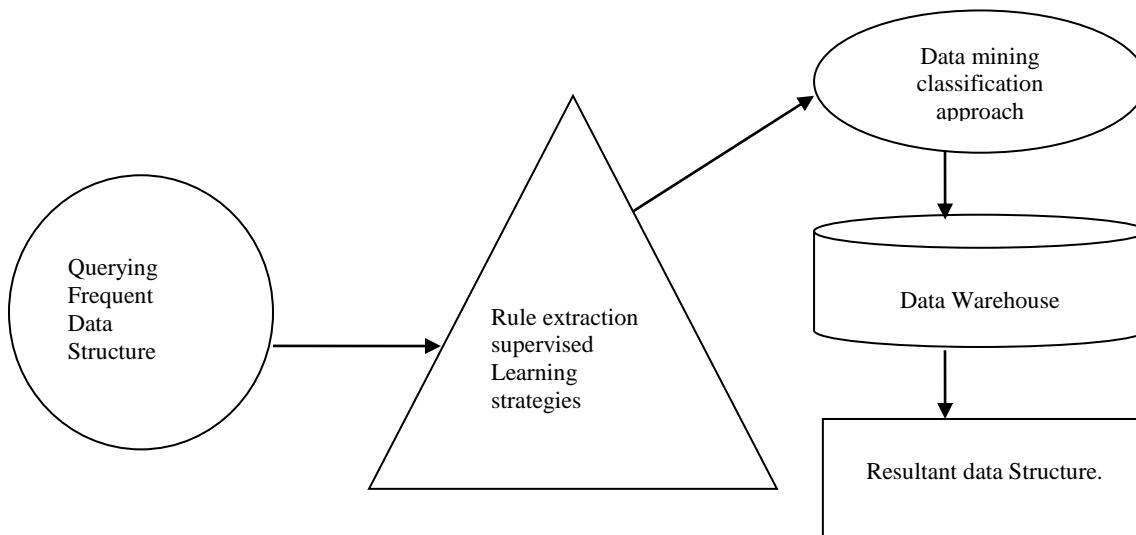 Querying
Frequent
Data
Structure
Rule extraction
supervised
Learning
strategies
Data mining
classification
approach
Data Warehouse
Resultant data Structure.